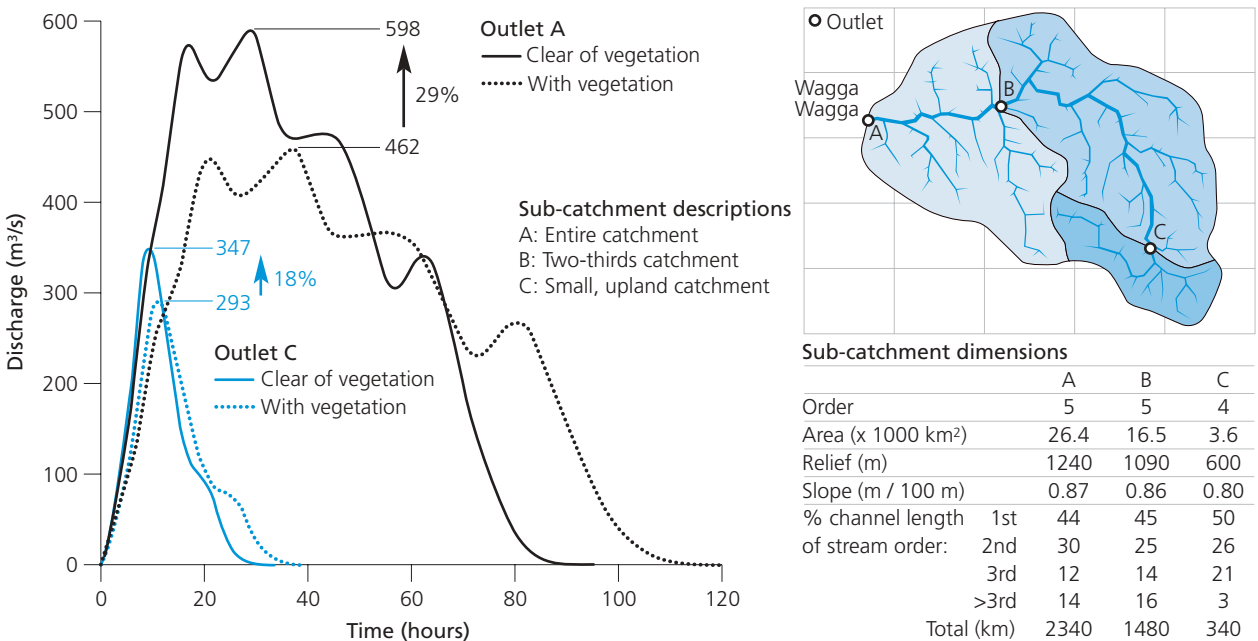 600
500
400
300
200
100
0
0 20 40 60 80 100 120
Discharge (m³/s)
Time (hours)
598
29%
462
347
18%
293
Outlet A
Clear of vegetation
With vegetation
Outlet C
Clear of vegetation
With vegetation
Sub-catchment descriptions
A: Entire catchment
B: Two-thirds catchment
C: Small, upland catchment
Outlet
Wagga
Wagga
A
B
C
Sub-catchment dimensions
A B C
Order 5 5 4
Area (x 1000 km²) 26.4 16.5 3.6
Relief (m) 1240 1090 600
Slope (m / 100 m) 0.87 0.86 0.80
% channel length 1st 44 45 50
of stream order: 2nd 30 25 26
3rd 12 14 21
>3rd 14 16 3
Total (km) 2340 1480 340